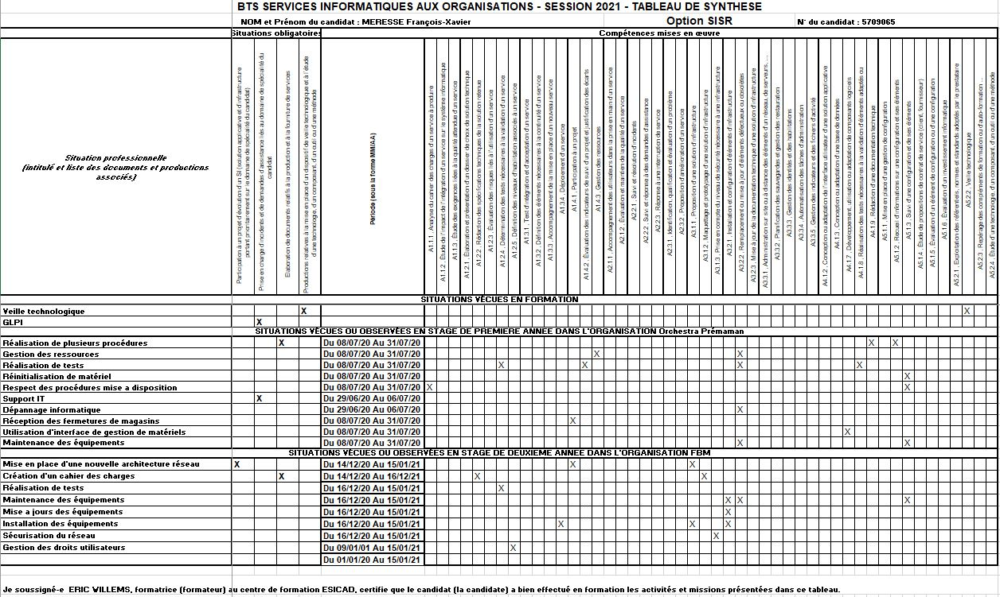 BTS SERVICES INFORMATIQUES AUX ORGANISATIONS - SESSION 2021 - TABLEAU DE SYNTHESE
NOM et Prénom du candidat : MERESSE François-Xavier Option SISR N° du candidat : 5709065
Situations obligatoires Compétences mises en œuvre
Situation professionnelle
(intitulé et liste des documents et productions
associés)
Participation à un projet d'évolution d'un SI (solution applicative et d'infrastructure
portant prioritairement sur le domaine de spécialité du candidat)
Prise en charge d'incidents et de demandes d'assistance liés au domaine de spécialité du
candidat
Elaboration de documents relatifs à la production et à la fourniture de services
Productions relatives à la mise en place d'un dispositif de veille technologique et à l'étude
d'une technologie, d'un composant, d'un outil ou d'une méthode
Période (sous la forme MM/AA)
A1.1.1 , Analyse du cahier des charges d'un service à produire
A1.1.2 , Étude de l'impact de l'intégration d'un service sur le système informatique
A1.1.3 , Étude des exigences liées à la qualité attendue d'un service
A1.2.1 , Élaboration et présentation d'un dossier de choix de solution technique
A1.2.2 , Rédaction des spécifications techniques de la solution retenue
A1.2.3 , Évaluation des risques liés à l'utilisation d'un service
A1.2.4 , Détermination des tests nécessaires à la validation d'un service
A1.2.5 , Définition des niveaux d'habilitation associés à un service
A1.3.1 , Test d'intégration et d'acceptation d'un service
A1.3.2 , Définition des éléments nécessaires à la continuité d'un service
A1.3.3 , Accompagnement de la mise en place d'un nouveau service
A1.3.4 , Déploiement d'un service
A1.4.1 , Participation à un projet
A1.4.2 , Évaluation des indicateurs de suivi d'un projet et justification des écarts
A1.4.3 , Gestion des ressources
A2.1.1 , Accompagnement des utilisateurs dans la prise en main d'un service
A2.1.2 , Évaluation et maintien de la qualité d'un service
A2.2.1 , Suivi et résolution d'incidents
A2.2.2 , Suivi et réponse à des demandes d'assistance
A2.2.3 , Réponse à une interruption de service
A2.3.1 , Identification, qualification et évaluation d'un problème
A2.3.2 , Proposition d'amélioration d'un service
A3.1.1 , Proposition d'une solution d'infrastructure
A3.1.2 , Maquettage et prototypage d'une solution d'infrastructure
A3.1.3 , Prise en compte du niveau de sécurité nécessaire à une infrastructure
A3.2.1 , Installation et configuration d'éléments d'infrastructure
A3.2.2 , Remplacement ou mise à jour d'éléments défectueux ou obsolètes
A3.2.3 , Mise à jour de la documentation technique d'une solution d'infrastructure
A3.3.1 , Administration sur site ou à distance des éléments d'un réseau, de serveurs, ...
A3.3.2 , Planification des sauvegardes et gestion des restauration
A3.3.3 , Gestion des identités et des habilitations
A3.3.4 , Automatisation des tâches d'administration
A3.3.5 , Gestion des indicateurs et des fichiers d'activité
A4.1.2 , Conception ou adaptation de l'interface utilisateur d'une solution applicative
A4.1.3 , Conception ou adaptation d'une base de données
A4.1.7 , Développement, utilisation ou adaptation de composants logiciels
A4.1.8 , Réalisation des tests nécessaires à la validation d'éléments adaptés ou
A4.1.9 , Rédaction d'une documentation technique
A5.1.1 , Mise en place d'une gestion de configuration
A5.1.2 , Recueil d'informations sur une configuration et ses éléments
A5.1.3 , Suivi d'une configuration et de ses éléments
A5.1.4 , Étude de propositions de contrat de service (client, fournisseur)
A5.1.5 , Évaluation d'un élément de configuration ou d'une configuration
A5.1.6 , Évaluation d'un investissement informatique
A5.2.1 , Exploitation des référentiels, normes et standards adoptés par le prestataire
A5.2.2 , Veille technologique
A5.2.3 , Repérage des compléments de formation ou d'auto-formation ...
A5.2.4 , Étude d'une technologie, d'un composant, d'un outil ou d'une méthode
SITUATIONS VÉCUES EN FORMATION
Veille technologique X X
GLPI X
SITUATIONS VÉCUES OU OBSERVÉES EN STAGE DE PREMIERE ANNEE DANS L'ORGANISATION Orchestra Prémaman
Réalisation de plusieurs procédures X Du 08/07/20 Au 31/07/20 X X
Gestion des ressources Du 08/07/20 Au 31/07/20 X X
Réalisation de tests Du 08/07/20 Au 31/07/20 X X X X
Réinitialisation de matériel Du 08/07/20 Au 31/07/20 X
Respect des procédures mise a disposition Du 08/07/20 Au 31/07/20 X X
Support IT X Du 29/06/20 Au 06/07/20
Dépannage informatique Du 29/06/20 Au 06/07/20 X
Réception des fermetures de magasins Du 08/07/20 Au 31/07/20 X
Utilisation d'interface de gestion de matériels Du 08/07/20 Au 31/07/20 X
Maintenance des équipements Du 08/07/20 Au 31/07/20 X X
SITUATIONS VÉCUES OU OBSERVÉES EN STAGE DE DEUXIEME ANNEE DANS L'ORGANISATION FBM
Mise en place d'une nouvelle architecture réseau X Du 14/12/20 Au 15/01/21 X X
Création d'un cahier des charges X Du 14/12/20 Au 16/12/21 X X
Réalisation de tests Du 16/12/20 Au 15/01/21 X
Maintenance des équipements Du 16/12/20 Au 15/01/21 X X X
Mise a jours des équipements Du 16/12/20 Au 15/01/21 X
Installation des équipements Du 16/12/20 Au 15/01/21 X X X
Sécurisation du réseau Du 16/12/20 Au 15/01/21 X
Gestion des droits utilisateurs Du 09/01/01 Au 15/01/21 X
Du 01/01/20 Au 15/01/21
Je soussigné-e ERIC WILLEMS, formatrice (formateur) au centre de formation ESICAD, certifie que le candidat (la candidate) a bien effectué en formation les activités et missions présentées dans ce tableau.